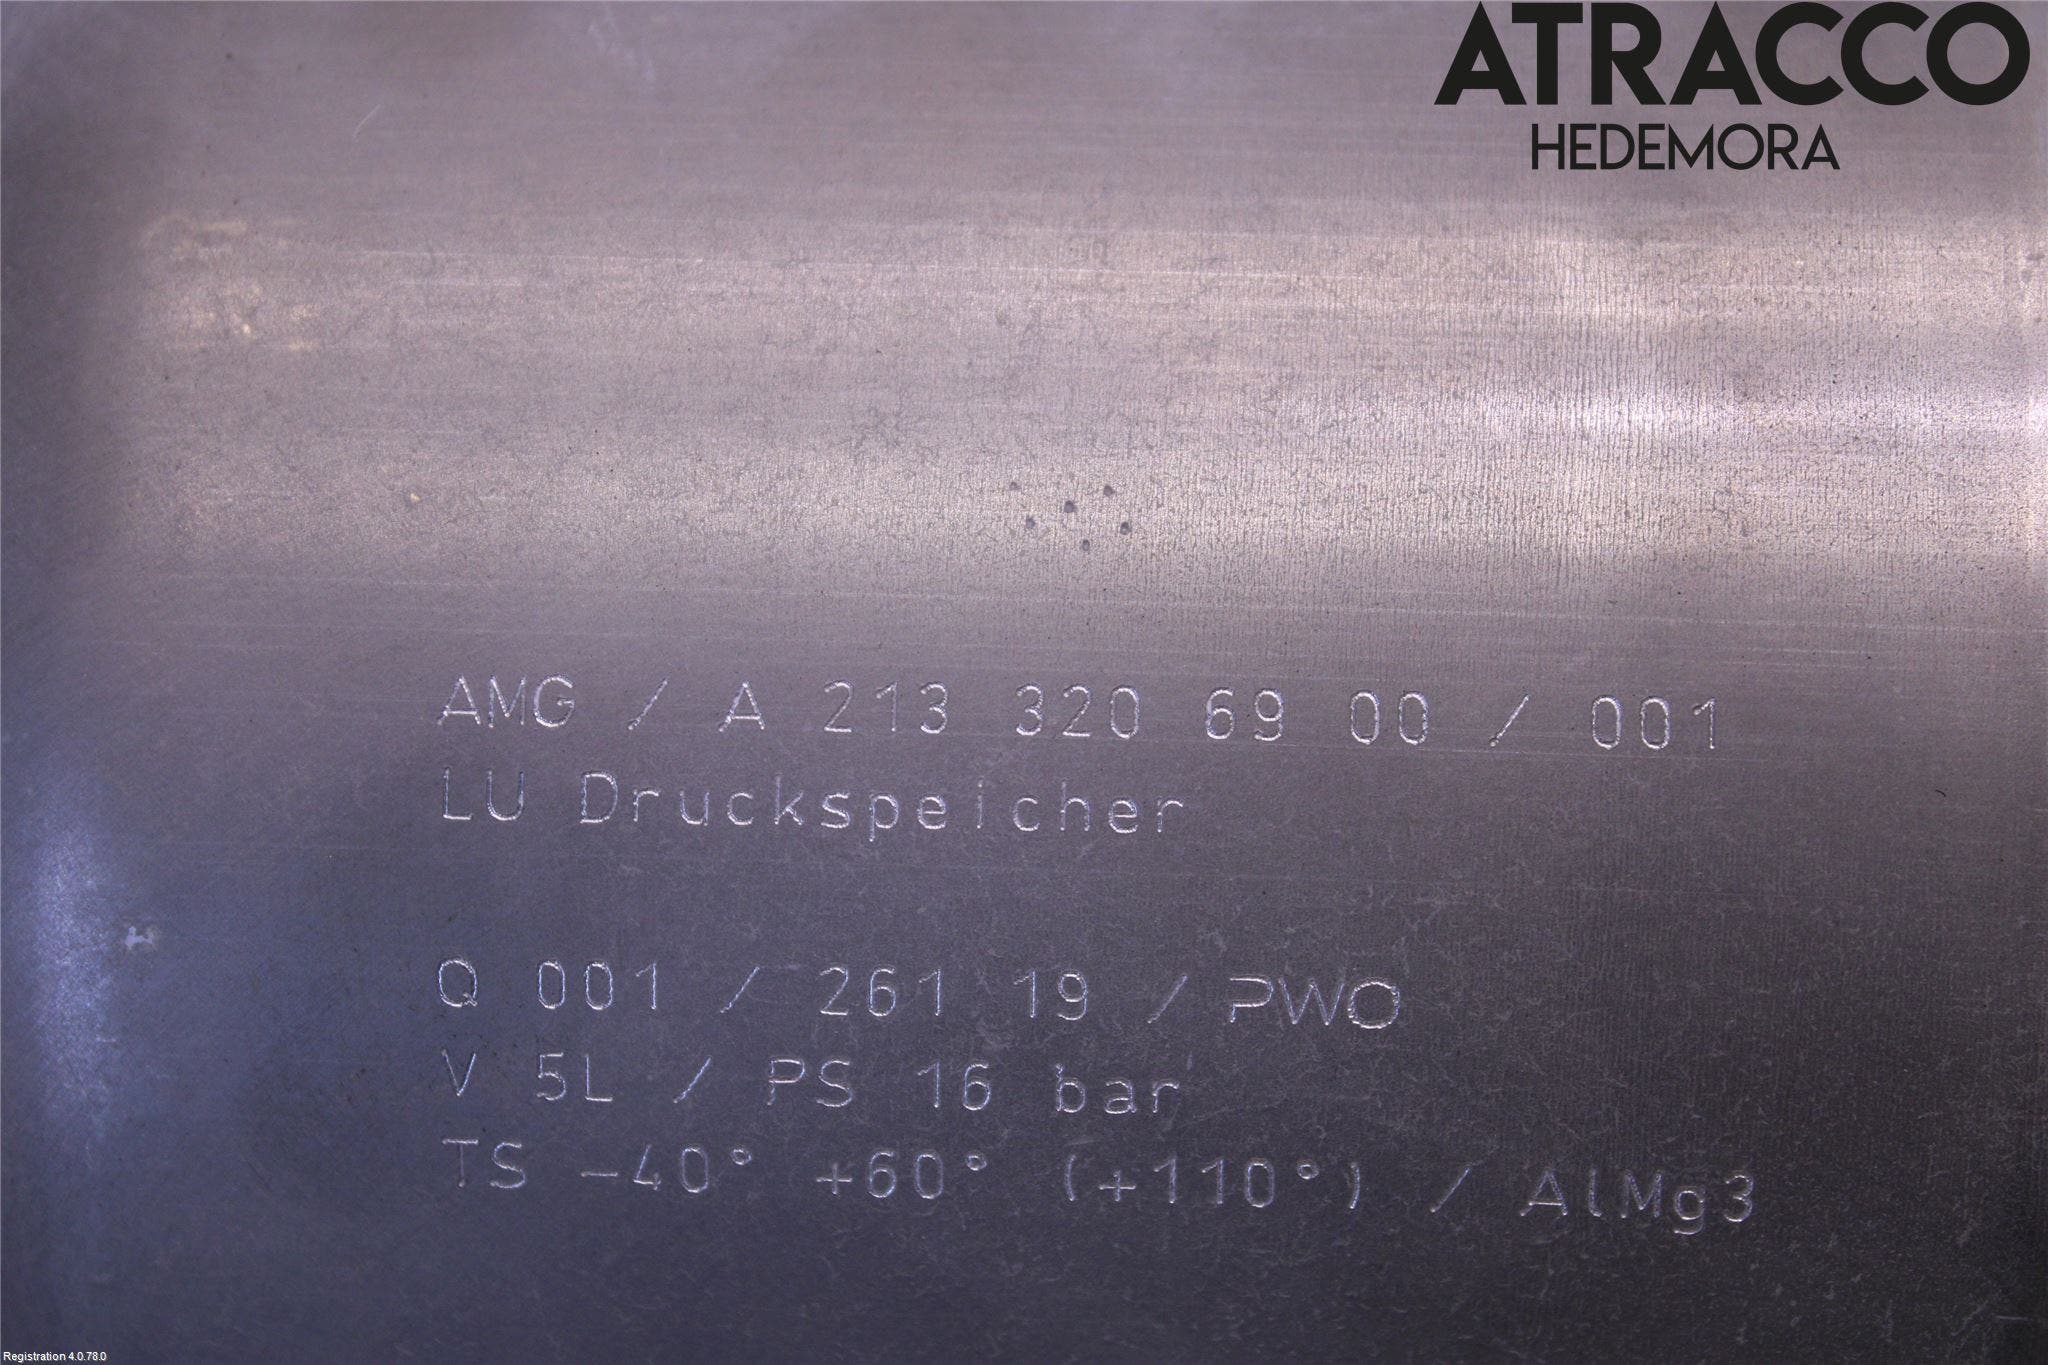 ATRACCO
HEDEMORA
AMG / A 213 320 69 00 / 001
LU Druckspeicher
Q 001 / 261 19 / PWO
V 5L / PS 16 bar
TS -40° +60° (+110°) / AlMg3
Registration 4.0.78.0